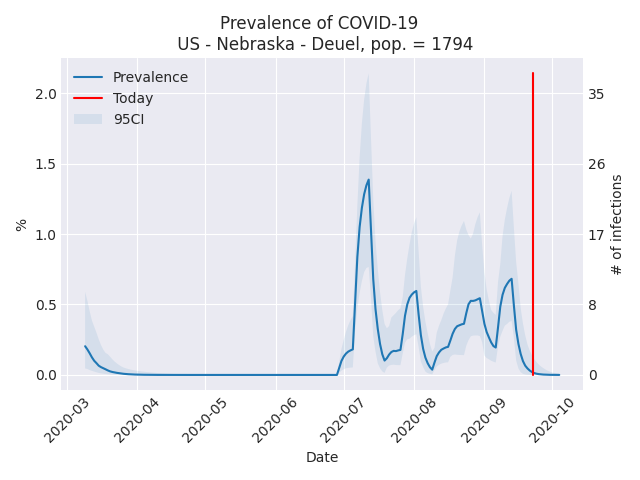 Prevalence of COVID-19
US - Nebraska - Deuel, pop. = 1794
Prevalence
Today
95CI
2.0
1.5
1.0
0.5
0.0
%
35
26
17
8
0
# of infections
2020-03
2020-04
2020-05
2020-06
2020-07
2020-08
2020-09
2020-10
Date